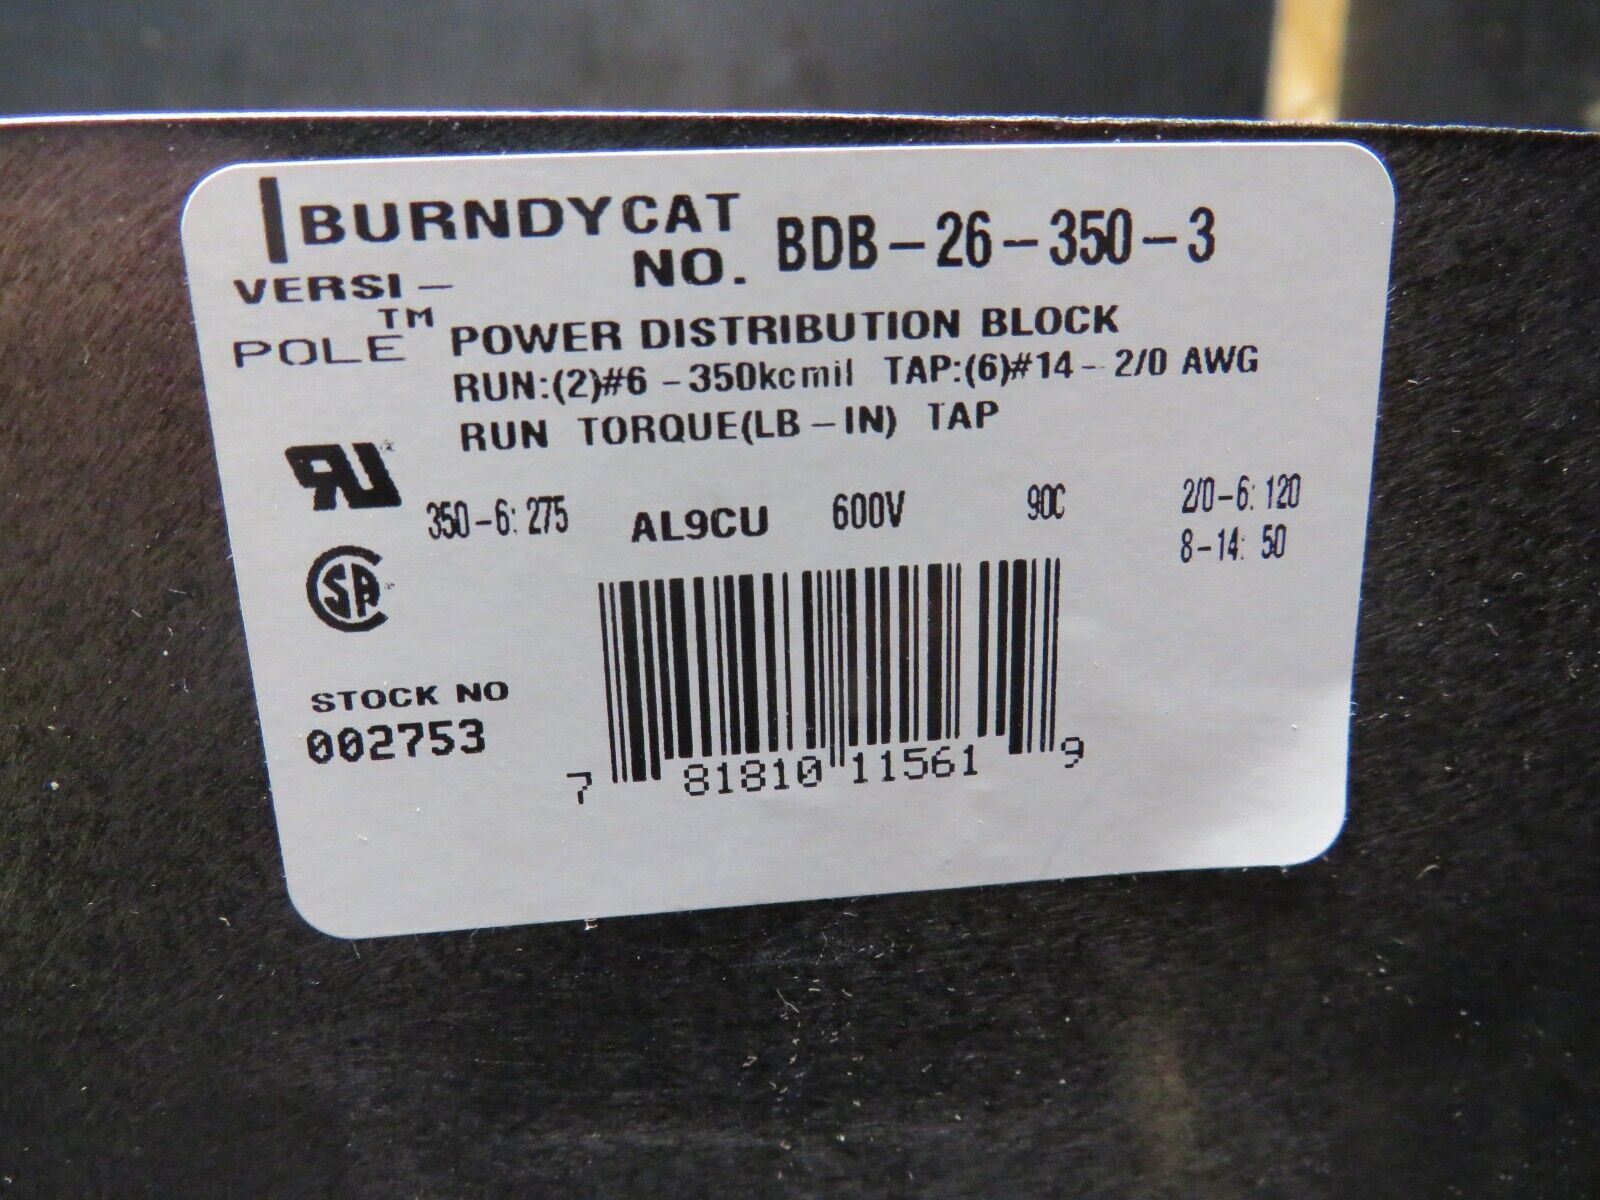 BURNDY CAT NO. BDB-26-350-3
VERSI-POLE™
POWER DISTRIBUTION BLOCK
RUN:(2)#6 -350kcmil TAP:(6)#14- 2/0 AWG
RUN TORQUE(LB-IN) TAP
350-6: 275 AL9CU 600V 90C 2/0-6: 120
8-14: 50
STOCK NO
002753
7 81810 11561 9